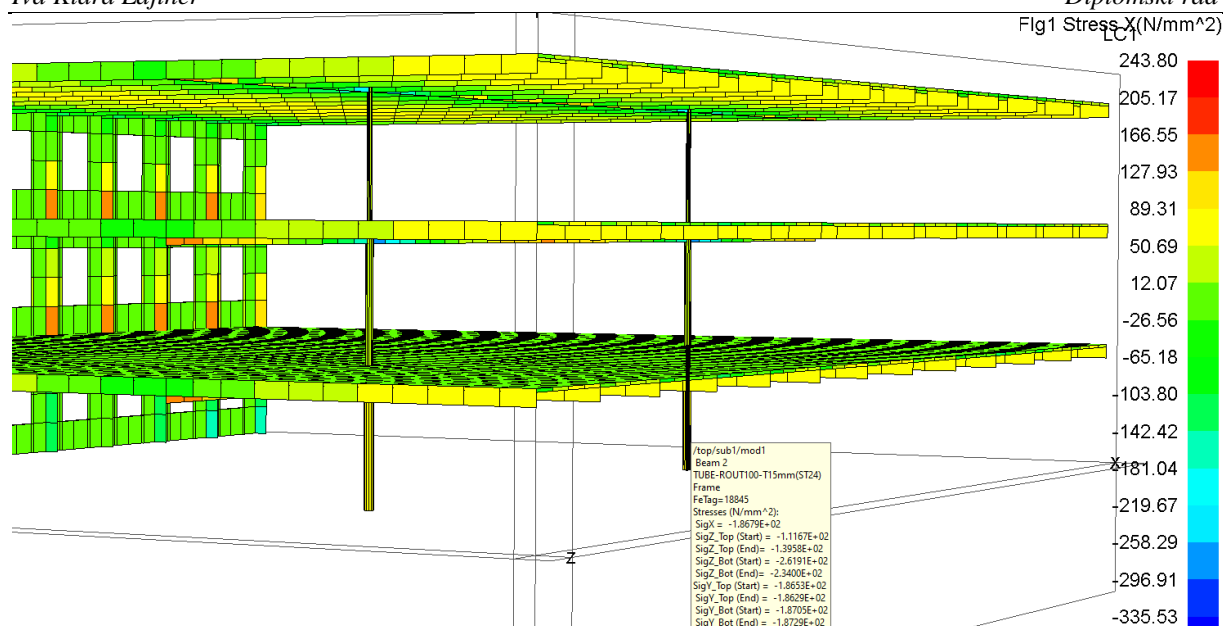 Iva Klara Lajtner
Diplomski rad
FIg1 Stress X(N/mm^2)
LC1
243.80
205.17
166.55
127.93
89.31
50.69
12.07
-26.56
-65.18
-103.80
-142.42
-181.04
-219.67
-258.29
-296.91
-335.53
X
Z
/top/sub1/mod1
Beam 2
TUBE-ROUT100-T15mm(ST24)
Frame
FeTag=18845
Stresses (N/mm^2):
SigX = -1.8679E+02
SigZ_Top (Start) = -1.1167E+02
SigZ_Top (End)= -1.3958E+02
SigZ_Bot (Start) = -2.6191E+02
SigZ_Bot (End)= -2.3400E+02
SigY_Top (Start) = -1.8653E+02
SigY_Top (End) = -1.8629E+02
SigY_Bot (Start) = -1.8705E+02
SigY_Bot (End) = -1.8729E+02